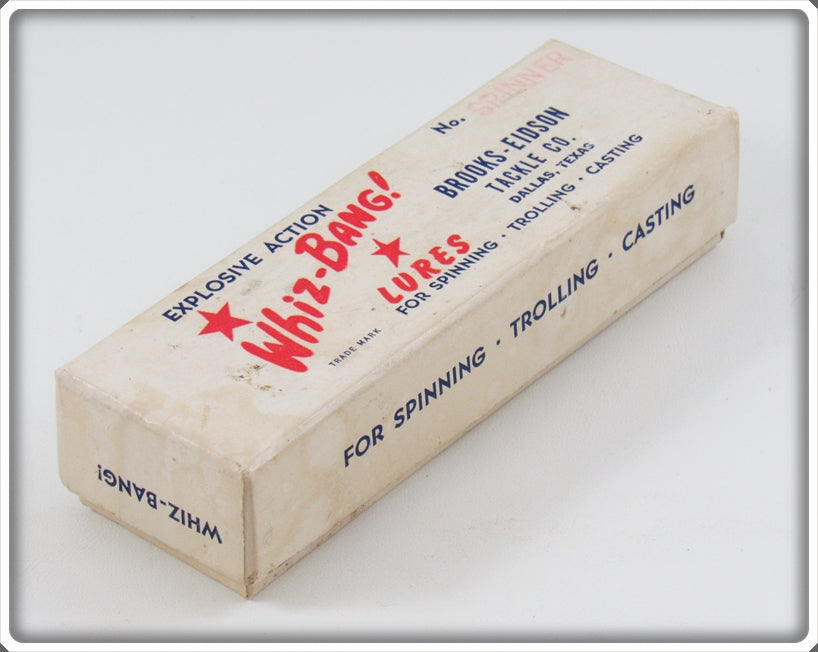 No. SPINNER
EXPLOSIVE ACTION
Whiz-Bang!
LURES
TRADE MARK
FOR SPINNING · TROLLING · CASTING
BROOKS-EIDSON
TACKLE CO.
DALLAS, TEXAS
FOR SPINNING · TROLLING · CASTING
WHIZ-BANG!